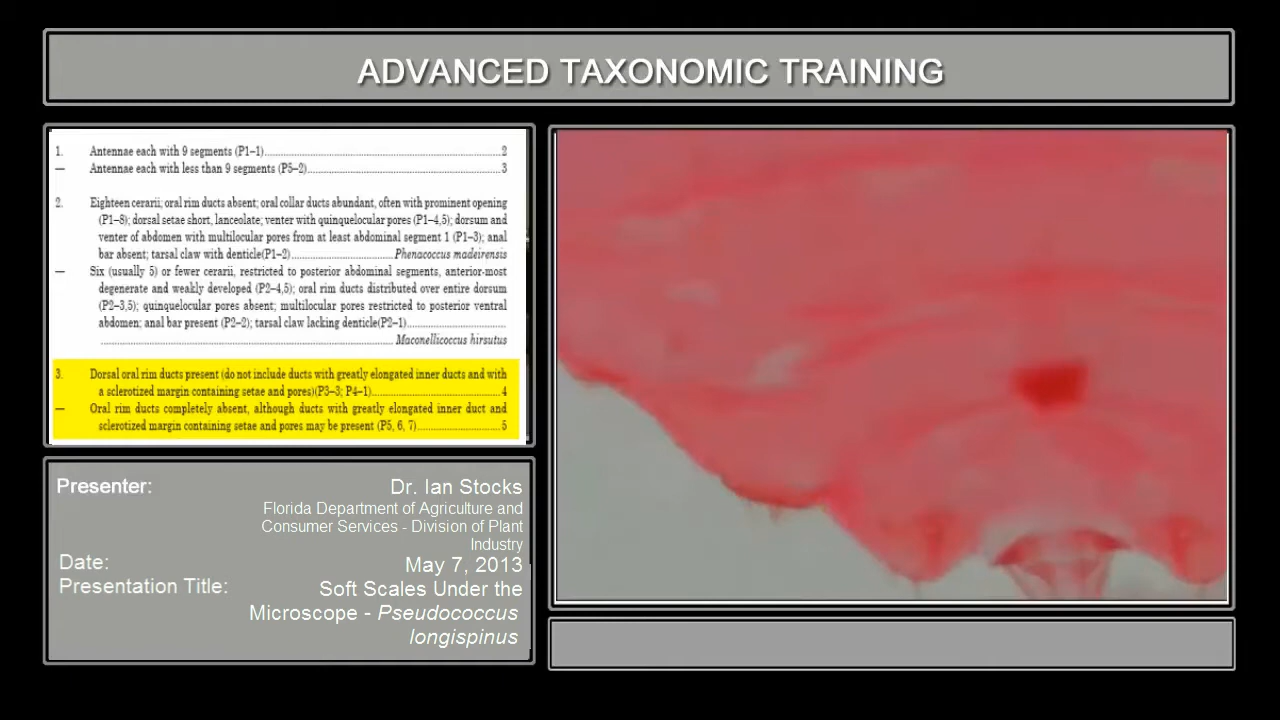 ADVANCED TAXONOMIC TRAINING
1. Antennae each with 9 segments (P1–1)........2
— Antennae each with less than 9 segments (P5–2)........3
2. Eighteen cerarii; oral rim ducts absent; oral collar ducts abundant, often with prominent opening
(P1–8); dorsal setae short, lanceolate; venter with quinquelocular pores (P1–4,5); dorsum and
venter of abdomen with multilocular pores from at least abdominal segment 1 (P1–3); anal
bar absent; tarsal claw with denticle(P1–2)........Phenacoccus madeirensis
— Six (usually 5) or fewer cerarii, restricted to posterior abdominal segments, anterior-most
degenerate and weakly developed (P2–4,5); oral rim ducts distributed over entire dorsum
(P2–3,5); quinquelocular pores absent; multilocular pores restricted to posterior ventral
abdomen; anal bar present (P2–2); tarsal claw lacking denticle(P2–1)........
........ Maconellicoccus hirsutus
3. Dorsal oral rim ducts present (do not include ducts with greatly elongated inner ducts and with
a sclerotized margin containing setae and pores)(P3–3; P4–1)........4
— Oral rim ducts completely absent, although ducts with greatly elongated inner duct and
sclerotized margin containing setae and pores may be present (P5, 6, 7)........5
Presenter: Dr. Ian Stocks
Florida Department of Agriculture and
Consumer Services - Division of Plant
Industry
Date: May 7, 2013
Presentation Title: Soft Scales Under the
Microscope - Pseudococcus
longispinus